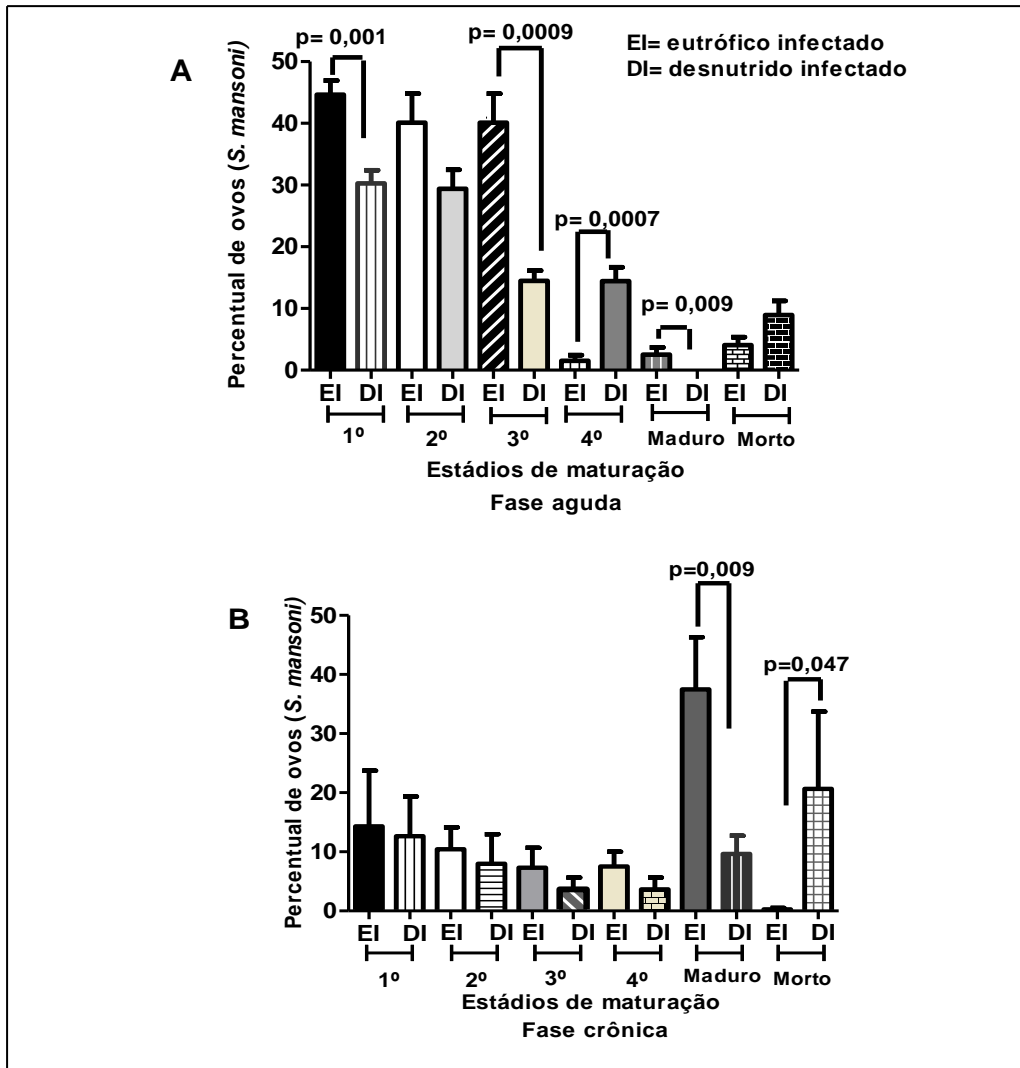 p= 0,001
p= 0,0009
EI= eutrófico infectado
DI= desnutrido infectado
A
50
40
30
20
10
0
Percentual de ovos (S. mansoni)
p= 0,0007
p= 0,009
EI DI EI DI EI DI EI DI EI DI EI DI
1º 2º 3º 4º Maduro Morto
Estádios de maturação
Fase aguda
p=0,009
B
p=0,047
50
40
30
20
10
0
Percentual de ovos (S. mansoni)
EI DI EI DI EI DI EI DI EI DI EI DI
1º 2º 3º 4º Maduro Morto
Estádios de maturação
Fase crônica